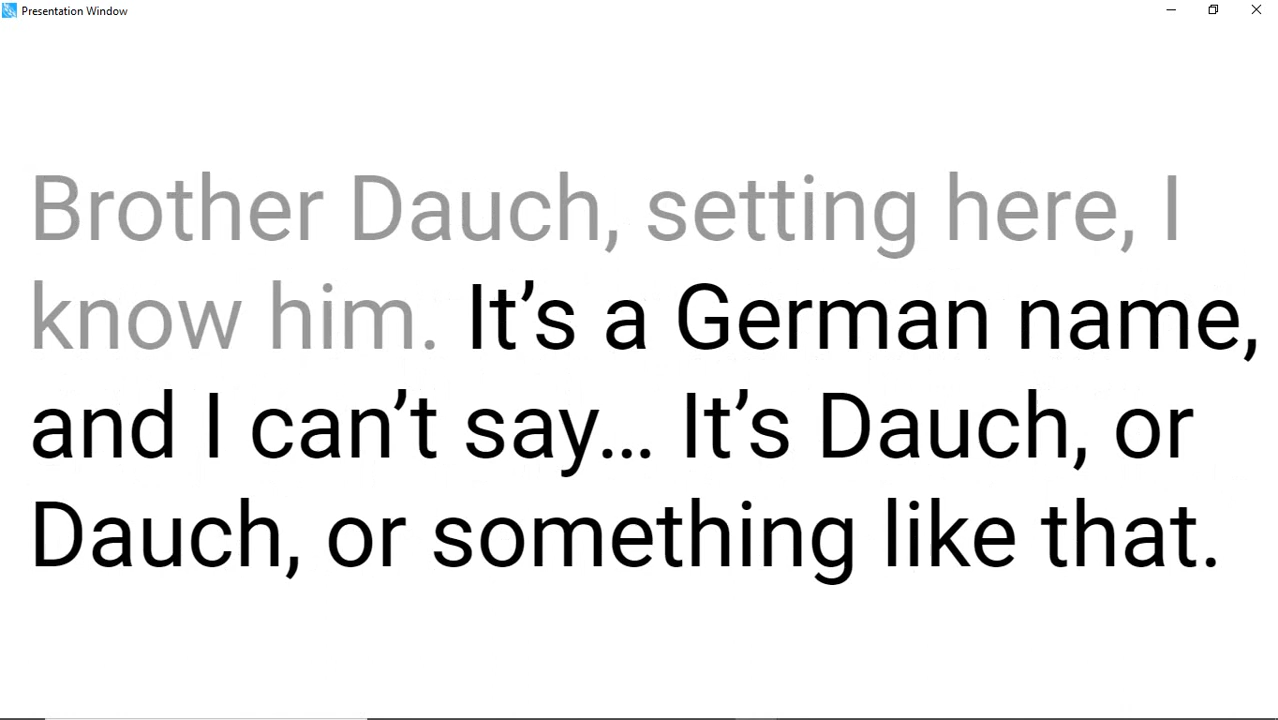 Presentation Window
Brother Dauch, setting here, I
know him. It’s a German name,
and I can’t say… It’s Dauch, or
Dauch, or something like that.